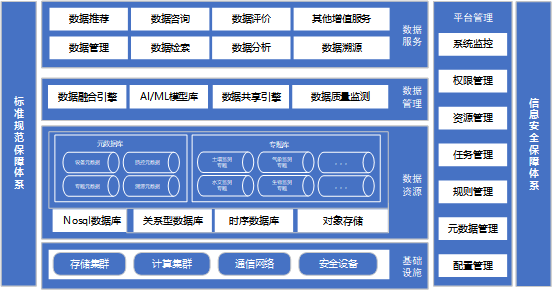 标准规范保障体系
数据推荐
数据咨询
数据评价
其他增值服务
数据管理
数据检索
数据分析
数据溯源
数据服务
数据融合引擎
AI/ML模型库
数据共享引擎
数据质量监测
数据管理
元数据库
设备元数据
质控元数据
专题元数据
溯源元数据
专题库
土壤监测专题
气象监测专题
...
水文监测专题
生物监测专题
...
Nosql数据库
关系型数据库
时序数据库
对象存储
数据资源
存储集群
计算集群
通信网络
安全设备
基础设施
平台管理
系统监控
权限管理
资源管理
任务管理
规则管理
元数据管理
配置管理
信息安全保障体系